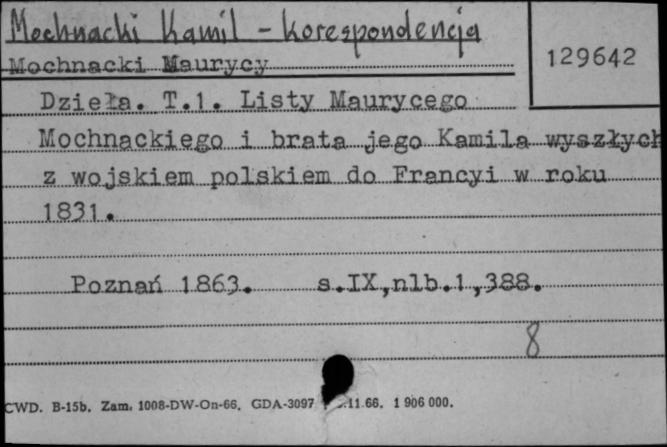 Mochnacki Kamil - korespondencja
129642
Mochnacki Maurycy
Dzieła. T.1. Listy Maurycego
Mochnackiego i brata jego Kamila wyszłych
z wojskiem polskiem do Francyi w roku
1831.
Poznań 1863. s.IX,nlb.1,388.
8
CWD. B-15b. Zam. 1008-DW-On-66. GDA-3097 .11.66. 1 906 000.